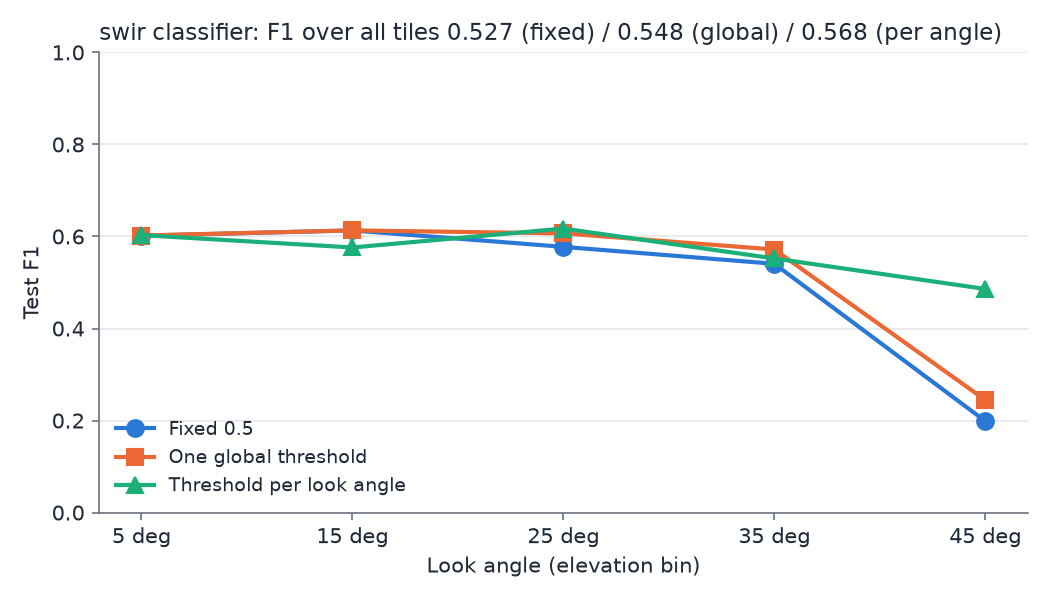 swir classifier: F1 over all tiles 0.527 (fixed) / 0.548 (global) / 0.568 (per angle)
1.0
0.8
0.6
0.4
0.2
0.0
Test F1
Fixed 0.5
One global threshold
Threshold per look angle
5 deg
15 deg
25 deg
35 deg
45 deg
Look angle (elevation bin)